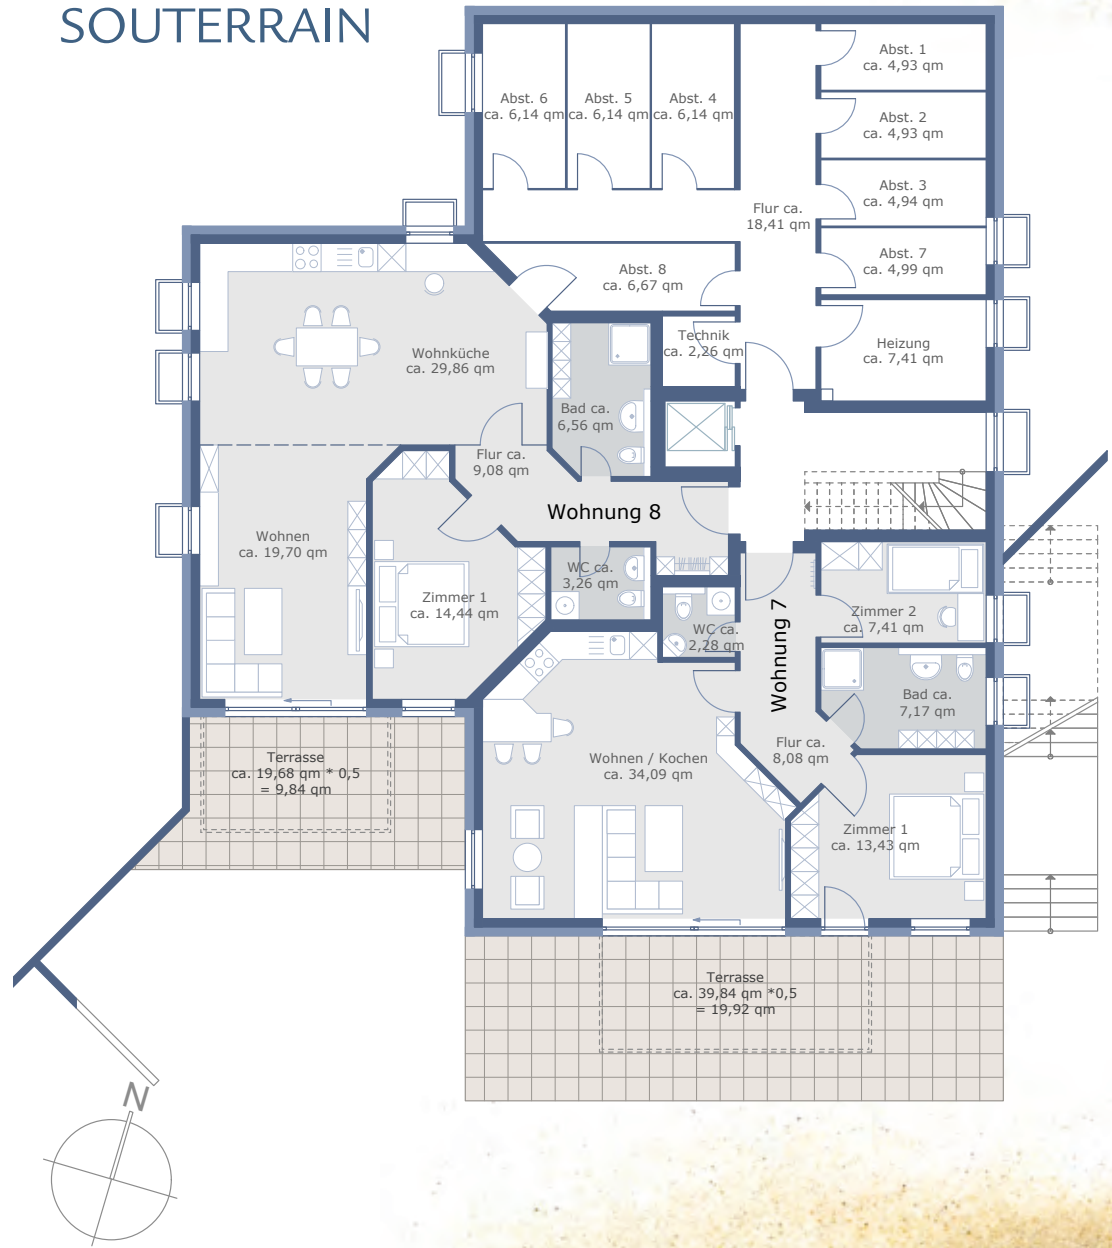 SOUTERRAIN
Abst. 6
ca. 6,14 qm
Abst. 5
ca. 6,14 qm
Abst. 4
ca. 6,14 qm
Abst. 1
ca. 4,93 qm
Abst. 2
ca. 4,93 qm
Abst. 3
ca. 4,94 qm
Flur ca.
18,41 qm
Abst. 7
ca. 4,99 qm
Abst. 8
ca. 6,67 qm
Technik
ca. 2,26 qm
Heizung
ca. 7,41 qm
Wohnküche
ca. 29,86 qm
Bad ca.
6,56 qm
Flur ca.
9,08 qm
Wohnung 8
Wohnen
ca. 19,70 qm
Zimmer 1
ca. 14,44 qm
WC ca.
3,26 qm
WC ca.
2,28 qm
Wohnung 7
Zimmer 2
ca. 7,41 qm
Bad ca.
7,17 qm
Flur ca.
8,08 qm
Wohnen / Kochen
ca. 34,09 qm
Zimmer 1
ca. 13,43 qm
Terrasse
ca. 19,68 qm * 0,5
= 9,84 qm
Terrasse
ca. 39,84 qm *0,5
= 19,92 qm
N